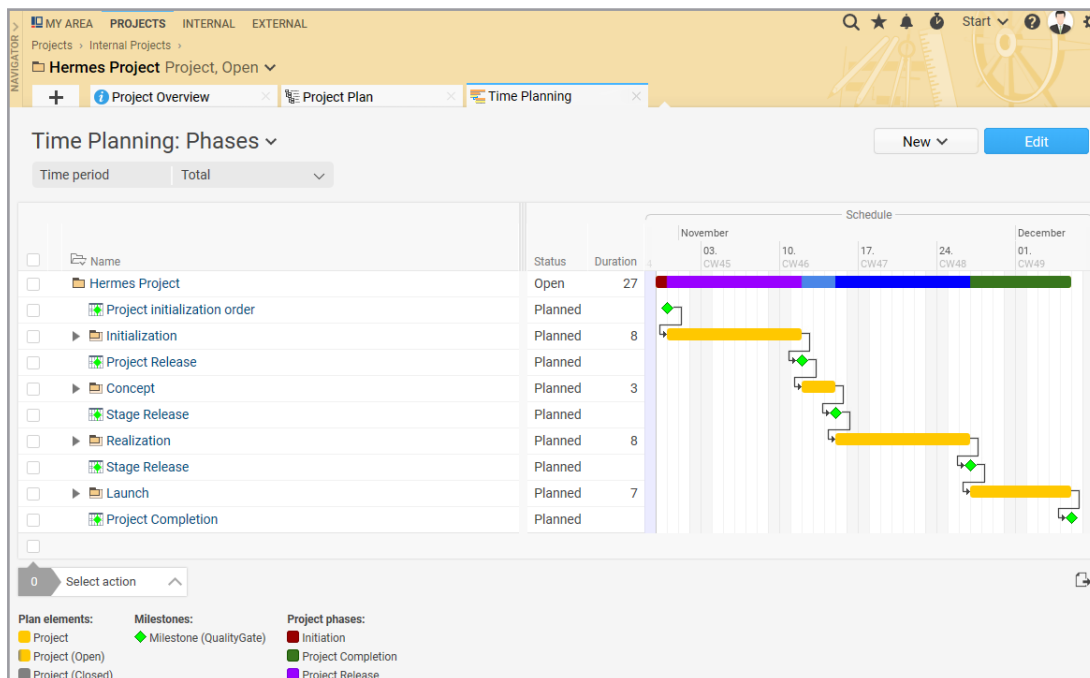 NAVIGATOR >
MY AREA PROJECTS INTERNAL EXTERNAL Start
Projects › Internal Projects ›
Hermes Project Project, Open
+ Project Overview Project Plan Time Planning
Time Planning: Phases New Edit
Time period Total
Schedule
November December
03. 10. 17. 24. 01.
Name Status Duration CW45 CW46 CW47 CW48 CW49
Hermes Project Open 27
Project initialization order Planned
Initialization Planned 8
Project Release Planned
Concept Planned 3
Stage Release Planned
Realization Planned 8
Stage Release Planned
Launch Planned 7
Project Completion Planned
0 Select action
Plan elements: Milestones: Project phases:
Project Milestone (QualityGate) Initiation
Project (Open) Project Completion
Project (Closed) Project Release